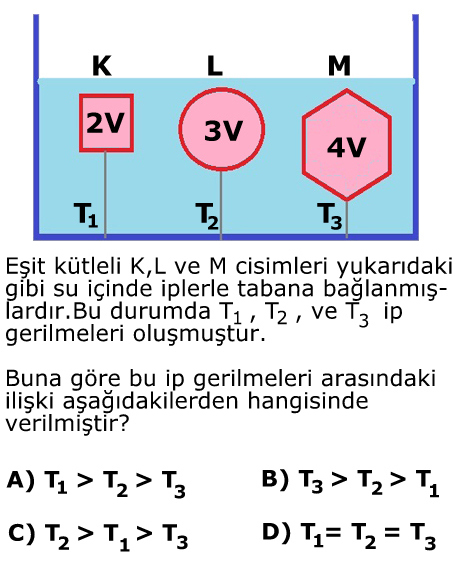 K L M
2V 3V 4V
T1 T2 T3
Eşit kütleli K,L ve M cisimleri yukarıdaki
gibi su içinde iplerle tabana bağlanmış-
lardır.Bu durumda T1 , T2 , ve T3 ip
gerilmeleri oluşmuştur.
Buna göre bu ip gerilmeleri arasındaki
ilişki aşağıdakilerden hangisinde
verilmiştir?
A) T1 > T2 > T3 B) T3 > T2 > T1
C) T2 > T1 > T3 D) T1= T2 = T3